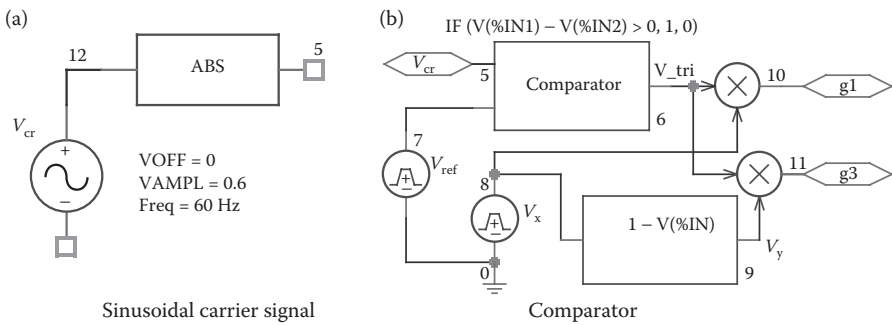 (a)
12
ABS
5
V_cr
+
−
VOFF = 0
VAMPL = 0.6
Freq = 60 Hz
Sinusoidal carrier signal
(b)
IF (V(%IN1) − V(%IN2) > 0, 1, 0)
V_cr
5
Comparator
V_tri
6
10
g1
7
V_ref
+
−
8
V_x
+
−
0
1 − V(%IN)
9
V_y
11
g3
Comparator